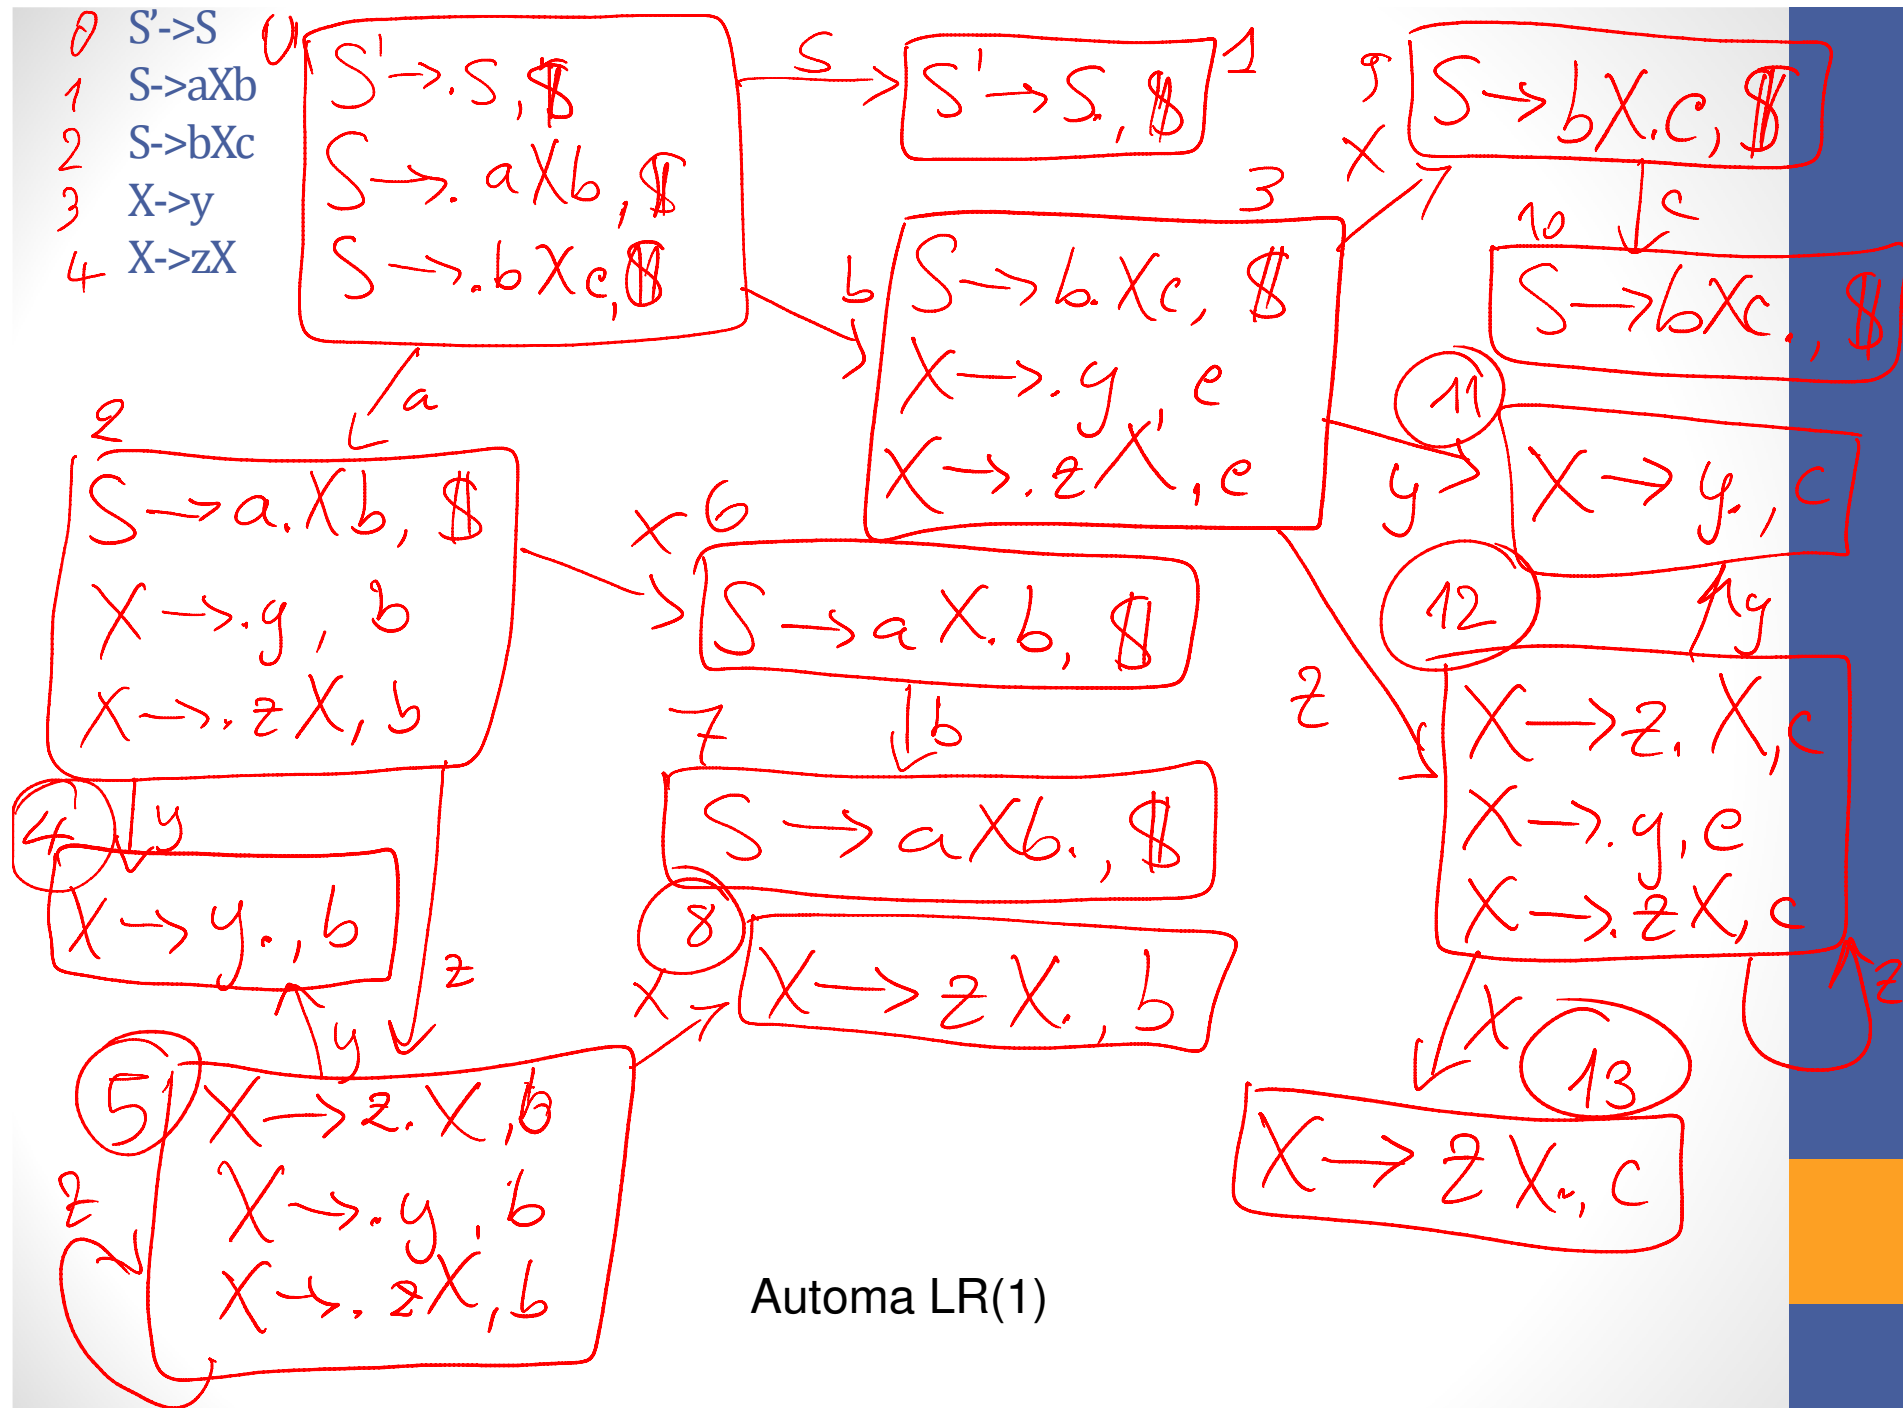 0 S'->S
1 S->aXb
2 S->bXc
3 X->y
4 X->zX
0
S' → .S, $
S → .aXb, $
S → .bXc, $
S
1
S' → S., $
a
b
2
S → a.Xb, $
X → .y, b
X → .zX, b
3
S → b.Xc, $
X → .y, c
X → .zX, c
X
9
S → bX.c, $
c
10
S → bXc., $
y
11
X → y., c
y
z
12
X → z.X, c
X → .y, c
X → .zX, c
z
X
13
X → zX., c
X
6
S → aX.b, $
b
7
S → aXb., $
y
4
X → y., b
z
y
5
X → z.X, b
X → .y, b
X → .zX, b
z
X
8
X → zX., b
Automa LR(1)